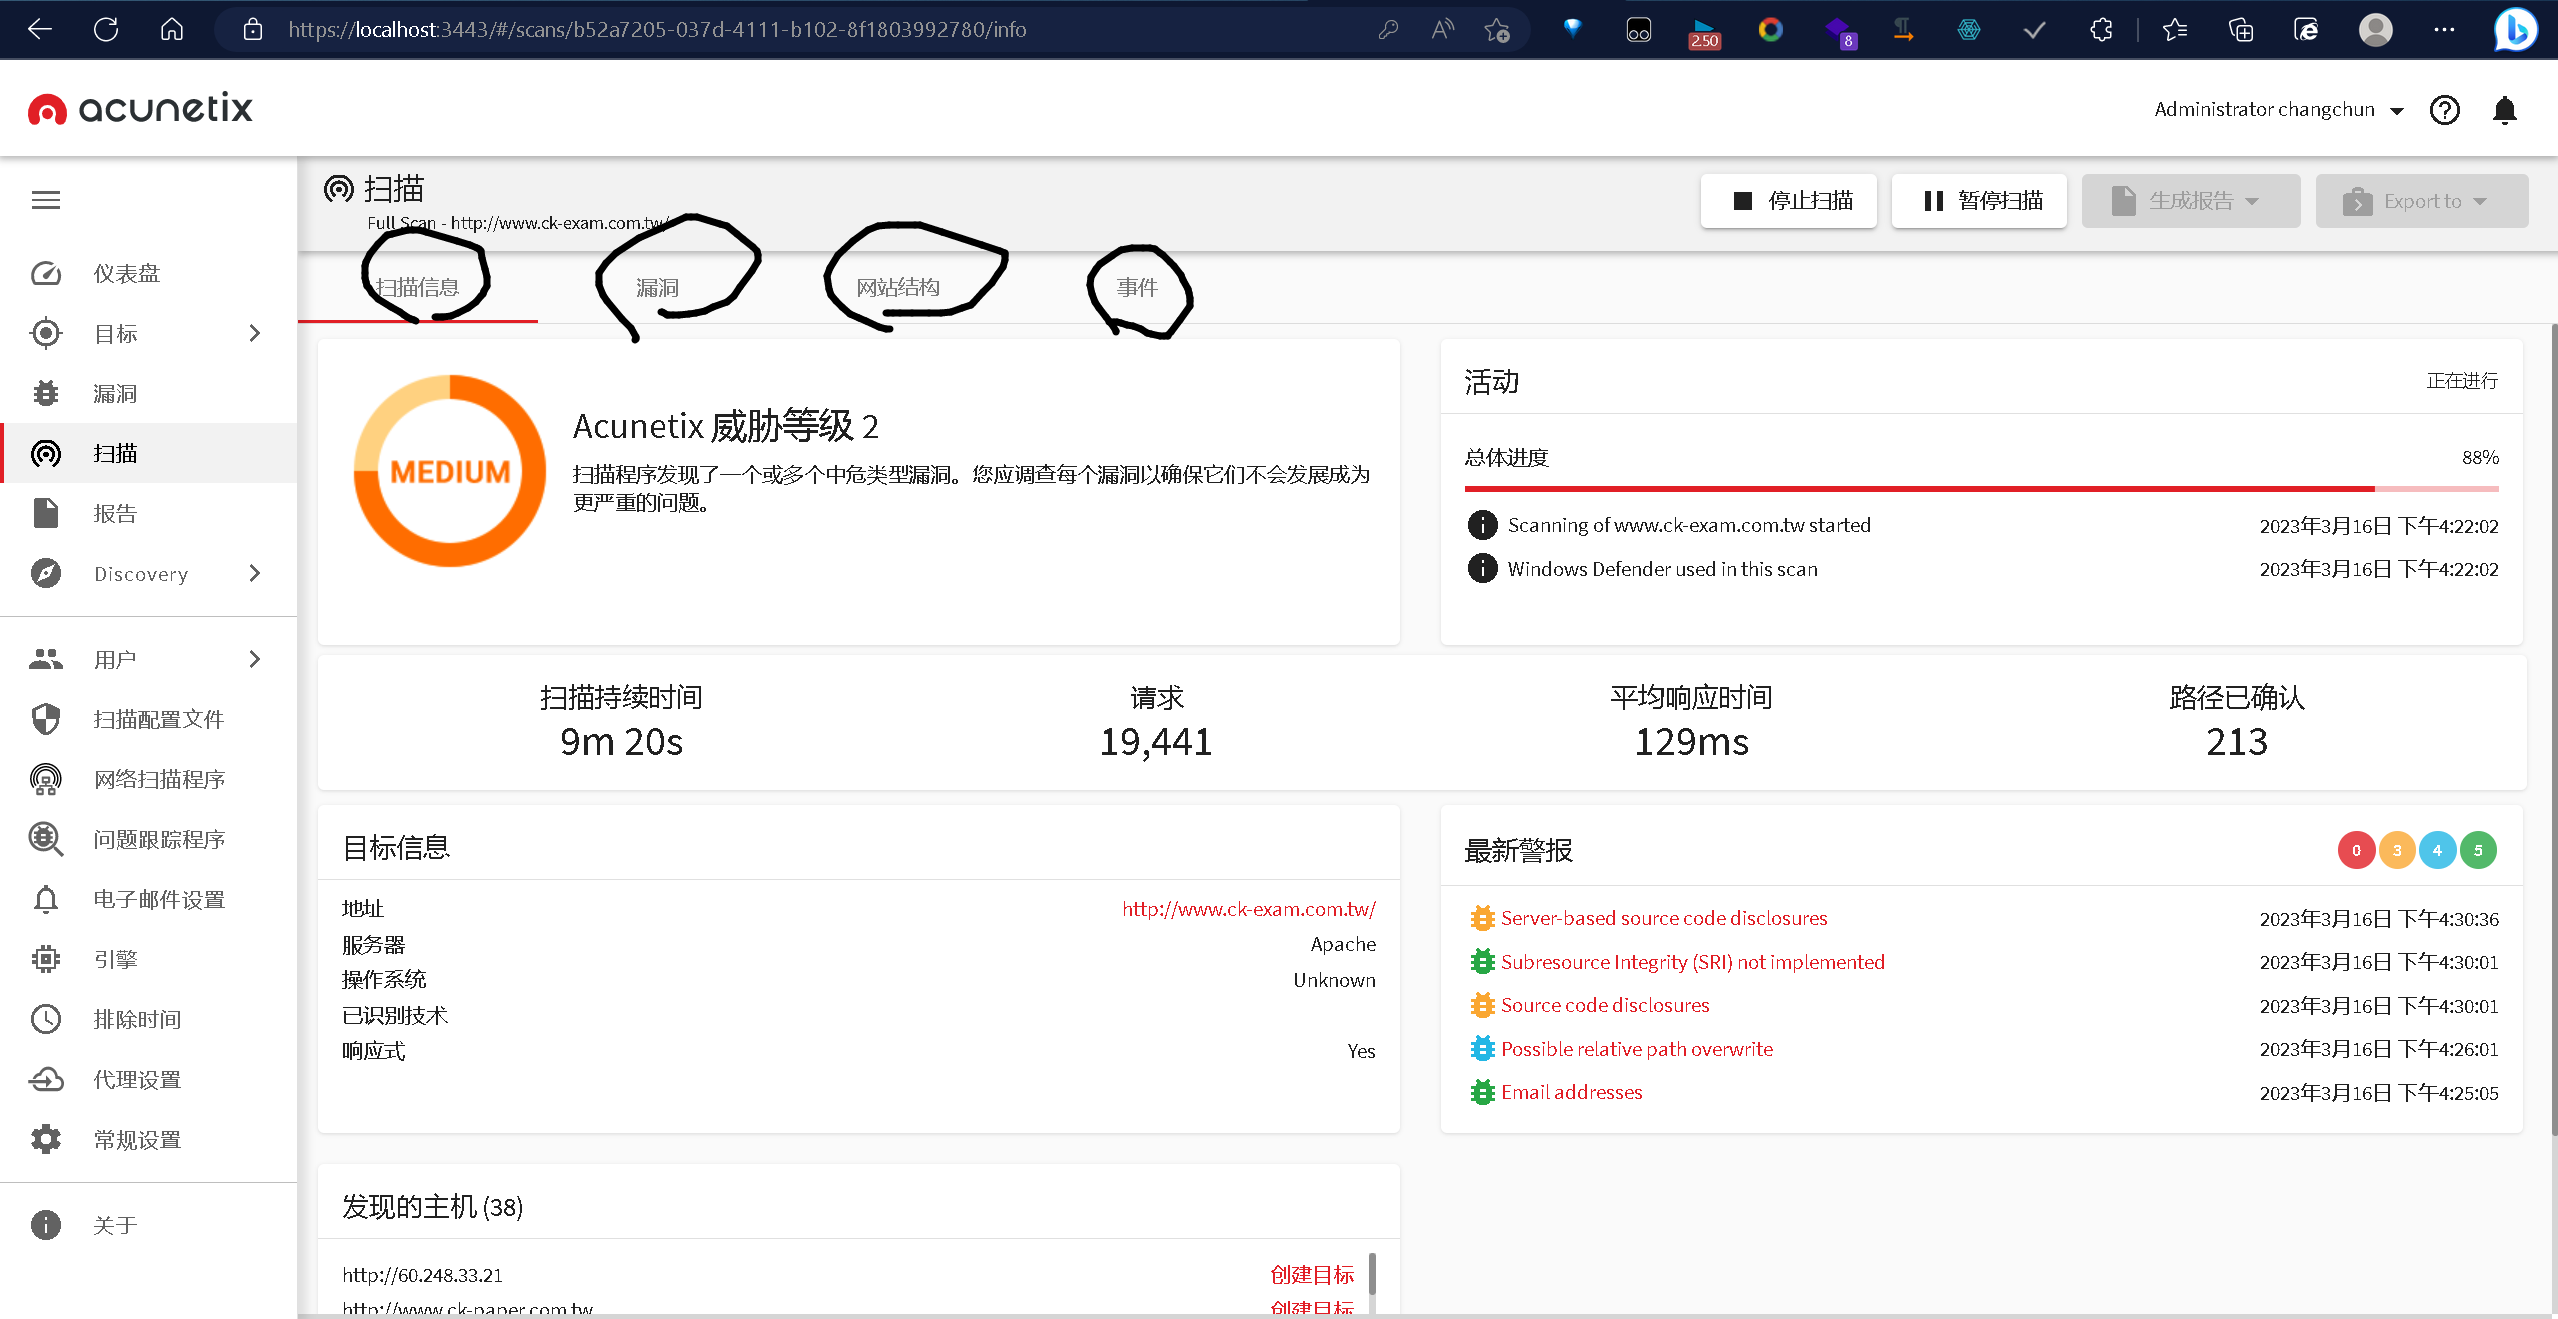 https://localhost:3443/#/scans/b52a7205-037d-4111-b102-8f1803992780/info
2.50
8
acunetix
Administrator changchun
扫描
Full Scan - http://www.ck-exam.com.tw/
停止扫描
暂停扫描
生成报告
Export to
仪表盘
目标
漏洞
扫描
报告
Discovery
用户
扫描配置文件
网络扫描程序
问题跟踪程序
电子邮件设置
引擎
排除时间
代理设置
常规设置
关于
扫描信息
漏洞
网站结构
事件
MEDIUM
Acunetix 威胁等级 2
扫描程序发现了一个或多个中危类型漏洞。您应调查每个漏洞以确保它们不会发展成为
更严重的问题。
活动
正在进行
总体进度
88%
Scanning of www.ck-exam.com.tw started
2023年3月16日 下午4:22:02
Windows Defender used in this scan
2023年3月16日 下午4:22:02
扫描持续时间
9m 20s
请求
19,441
平均响应时间
129ms
路径已确认
213
目标信息
地址
http://www.ck-exam.com.tw/
服务器
Apache
操作系统
Unknown
已识别技术
响应式
Yes
最新警报
0 3 4 5
Server-based source code disclosures
2023年3月16日 下午4:30:36
Subresource Integrity (SRI) not implemented
2023年3月16日 下午4:30:01
Source code disclosures
2023年3月16日 下午4:30:01
Possible relative path overwrite
2023年3月16日 下午4:26:01
Email addresses
2023年3月16日 下午4:25:05
发现的主机 (38)
http://60.248.33.21
创建目标
http://www.ck-paper.com.tw
创建目标